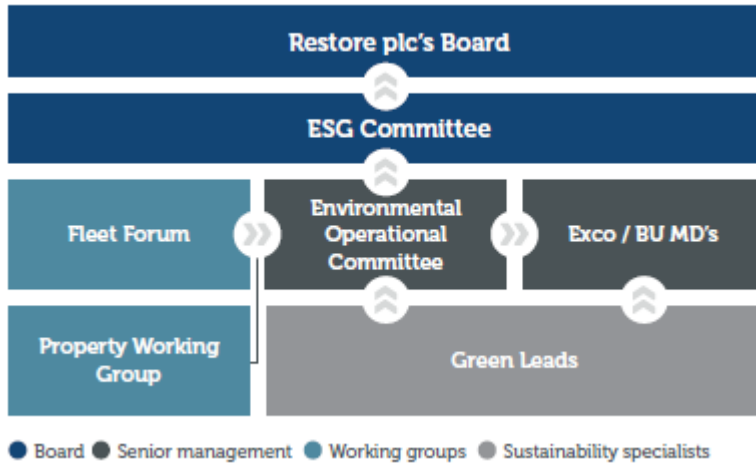 Restore plc's Board
ESG Committee
Fleet Forum
Environmental
Operational
Committee
Exco / BU MD's
Property Working
Group
Green Leads
Board Senior management Working groups Sustainability specialists